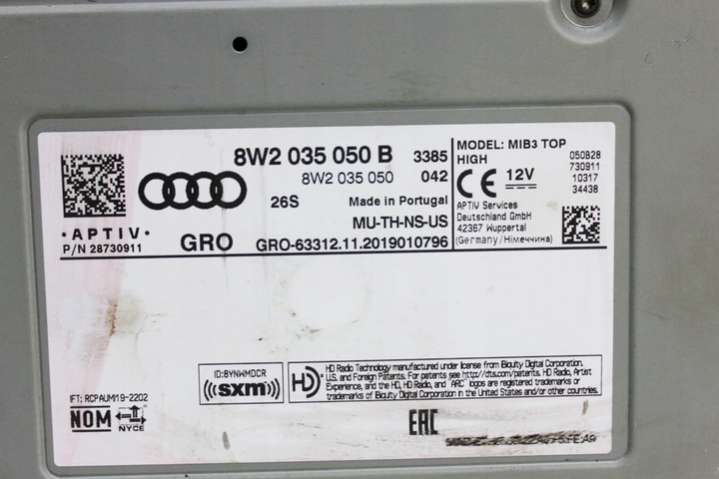 8W2 035 050 B 3385
8W2 035 050 042
26S Made in Portugal
MU-TH-NS-US
·APTIV·
P/N 28730911
GRO GRO-63312.11.2019010796
MODEL: MIB3 TOP
HIGH
CE 12V
APTIV Services
Deutschland GmbH
42367 Wuppertal
(Germany/Німеччина)
050B28
730911
10317
34438
ID:BYNWMDCR
((( sxm )))
HD
HD Radio Technology manufactured under license from iBiquity Digital Corporation.
U.S. and Foreign Patents. For patents see http://dts.com/patents. HD Radio, Artist
Experience, and the HD, HD Radio, and "ARC" logos are registered trademarks or
trademarks of iBiquity Digital Corporation in the United States and/or other countries.
IFT: RCPAUM19-2202
NOM NYCE
EAC